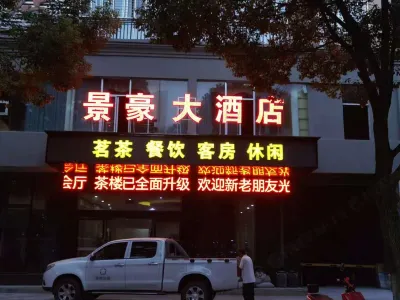 景豪大酒店
茗茶 餐饮 客房 休闲
会厅 茶楼已全面升级 欢迎新老朋友光